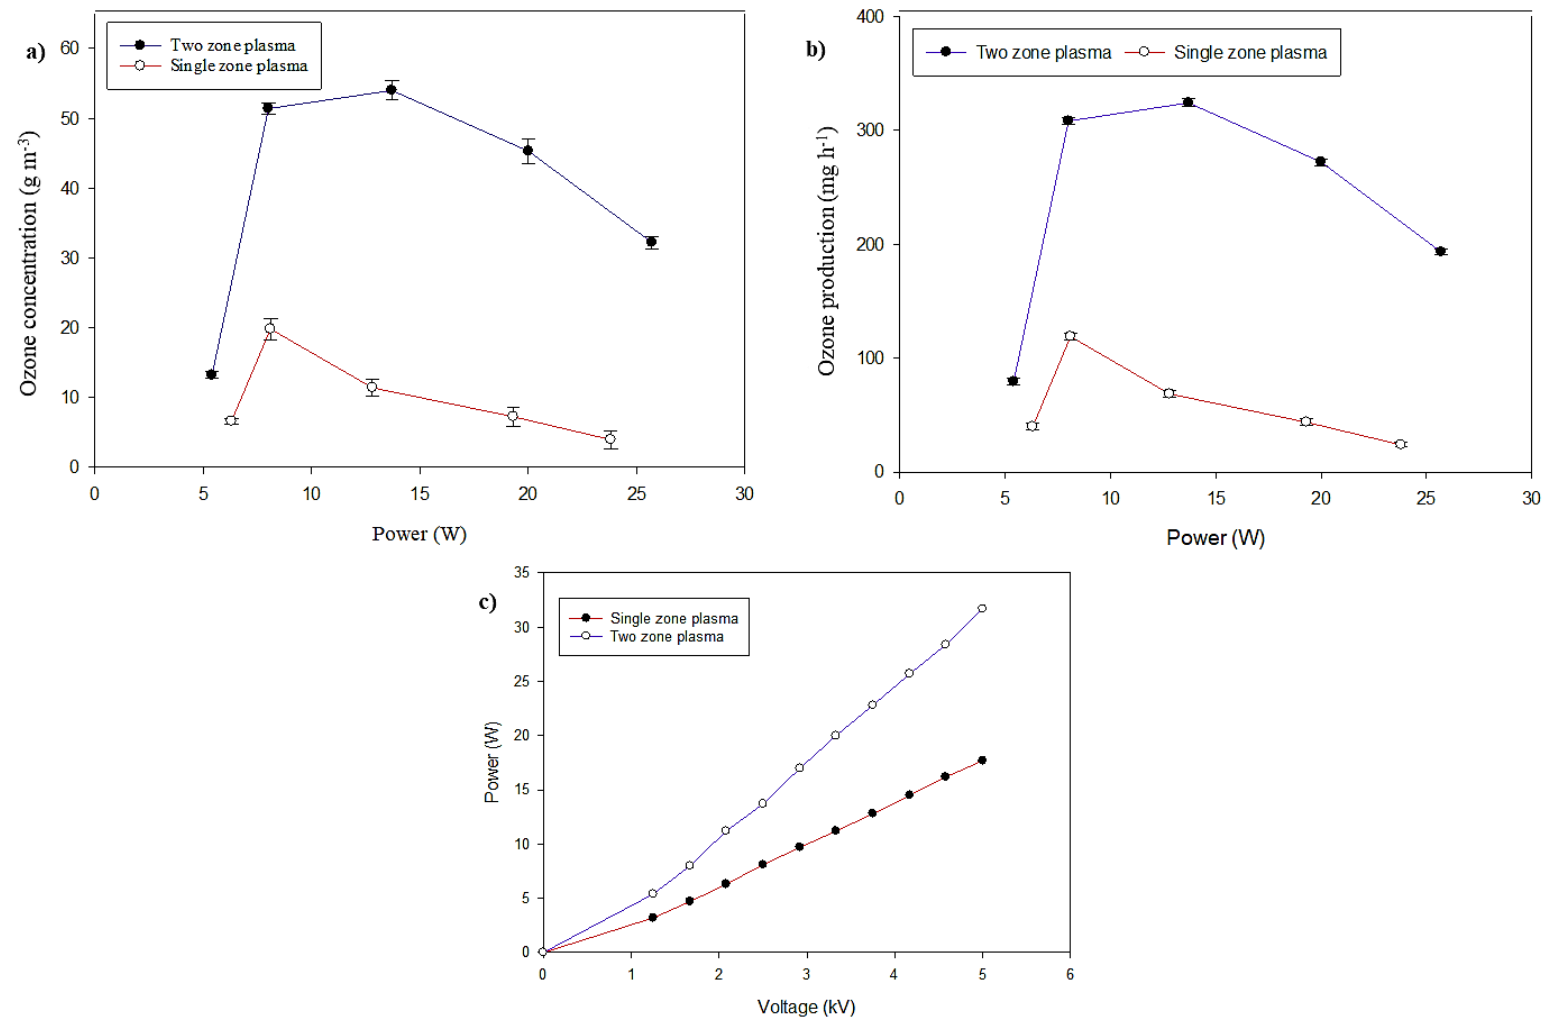 a)
Two zone plasma
Single zone plasma
Ozone concentration (g m⁻³)
60
50
40
30
20
10
0
0 5 10 15 20 25 30
Power (W)
b)
Two zone plasma Single zone plasma
Ozone production (mg h⁻¹)
400
300
200
100
0
0 5 10 15 20 25 30
Power (W)
c)
Single zone plasma
Two zone plasma
Power (W)
35
30
25
20
15
10
5
0
0 1 2 3 4 5 6
Voltage (kV)